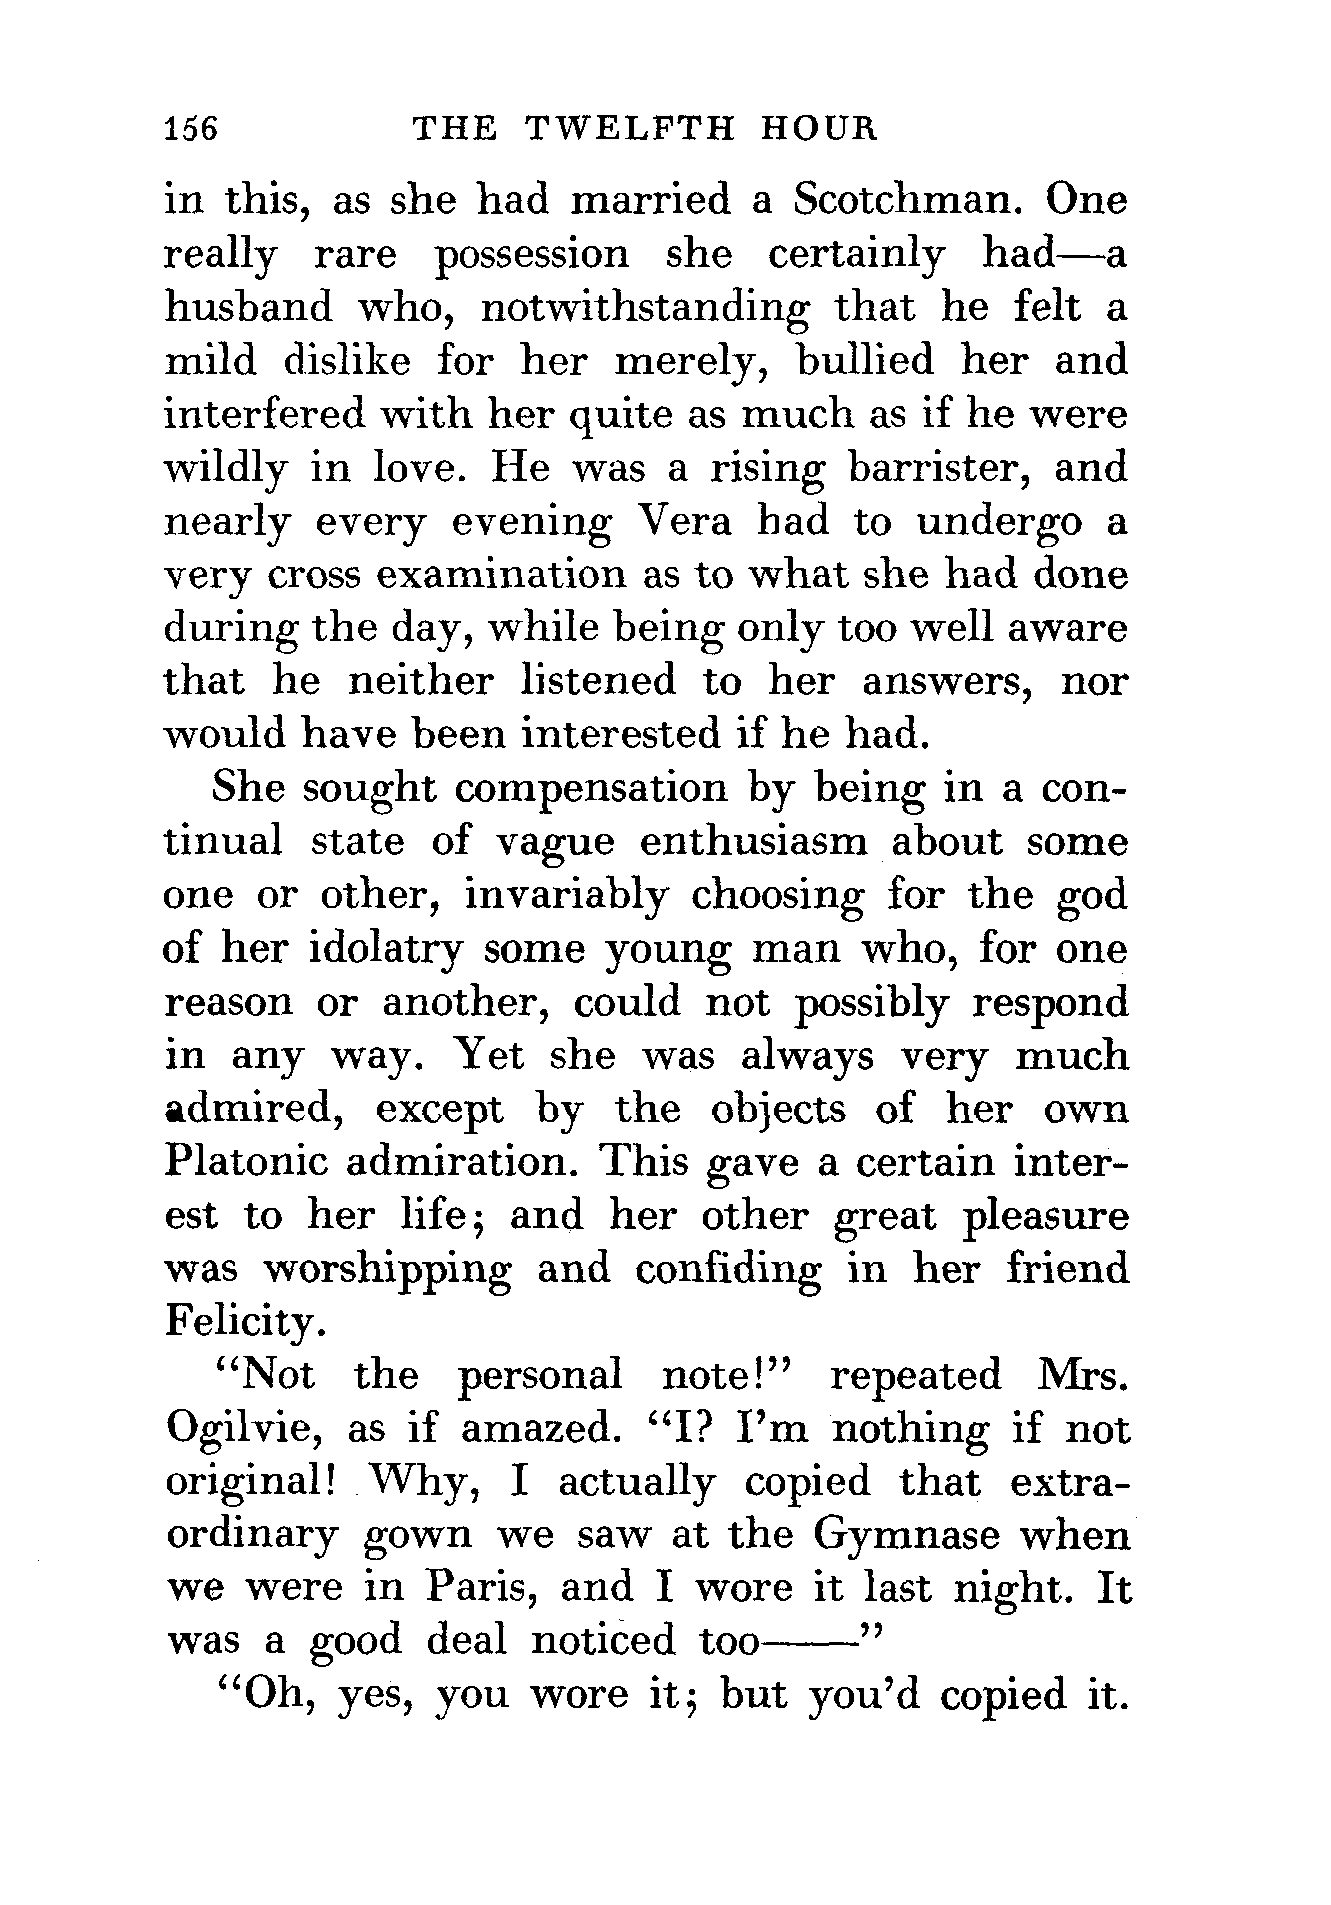 156 THE TWELFTH HOUR
in this, as she had married a Scotchman. One
really rare possession she certainly had—a
husband who, notwithstanding that he felt a
mild dislike for her merely, bullied her and
interfered with her quite as much as if he were
wildly in love. He was a rising barrister, and
nearly every evening Vera had to undergo a
very cross examination as to what she had done
during the day, while being only too well aware
that he neither listened to her answers, nor
would have been interested if he had.
She sought compensation by being in a con-
tinual state of vague enthusiasm about some
one or other, invariably choosing for the god
of her idolatry some young man who, for one
reason or another, could not possibly respond
in any way. Yet she was always very much
admired, except by the objects of her own
Platonic admiration. This gave a certain inter-
est to her life; and her other great pleasure
was worshipping and confiding in her friend
Felicity.
“Not the personal note!” repeated Mrs.
Ogilvie, as if amazed. “I? I’m nothing if not
original! Why, I actually copied that extra-
ordinary gown we saw at the Gymnase when
we were in Paris, and I wore it last night. It
was a good deal noticed too——”
“Oh, yes, you wore it; but you’d copied it.